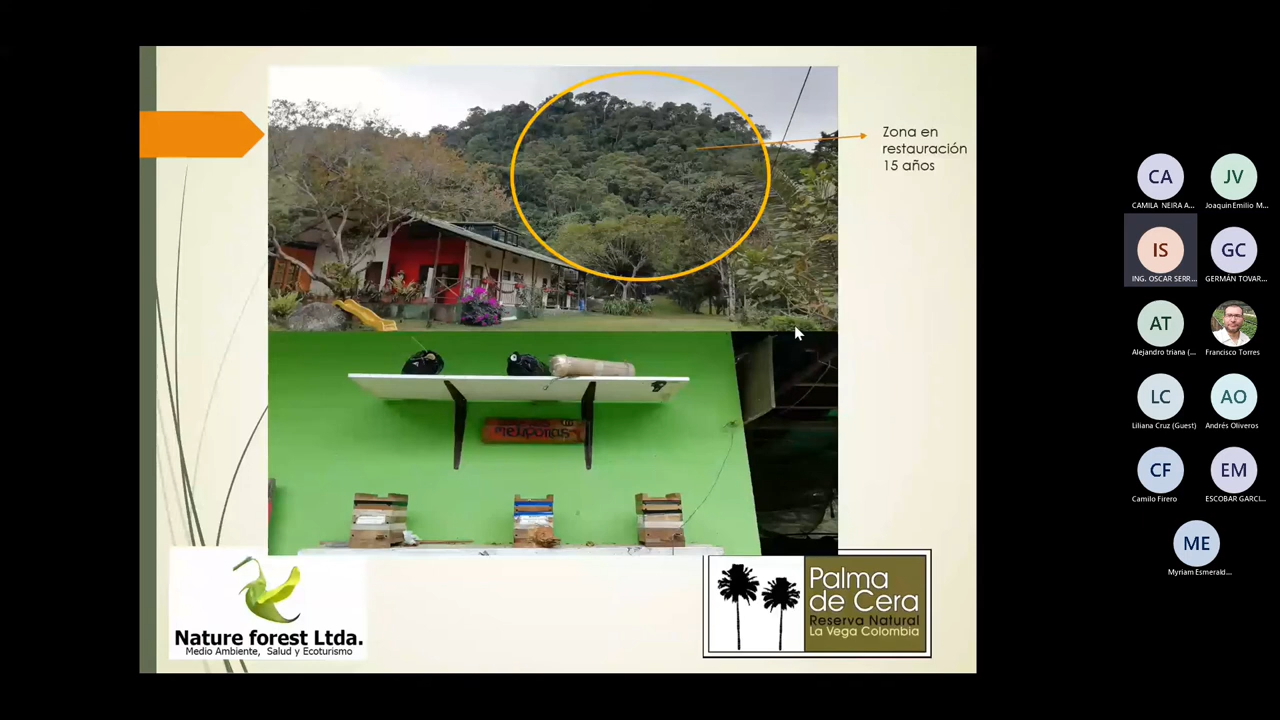 Zona en
restauración
15 años
meliponas
Nature forest Ltda.
Medio Ambiente, Salud y Ecoturismo
Palma
de Cera
Reserva Natural
La Vega Colombia
CA
JV
CAMILA NEIRA A...
Joaquin Emilio M...
IS
GC
ING. OSCAR SERR...
GERMÁN TOVAR...
AT
Alejandro triana (...
Francisco Torres
LC
AO
Liliana Cruz (Guest)
Andrés Oliveros
CF
EM
Camilo Firero
ESCOBAR GARCI...
ME
Myriam Esmerald...